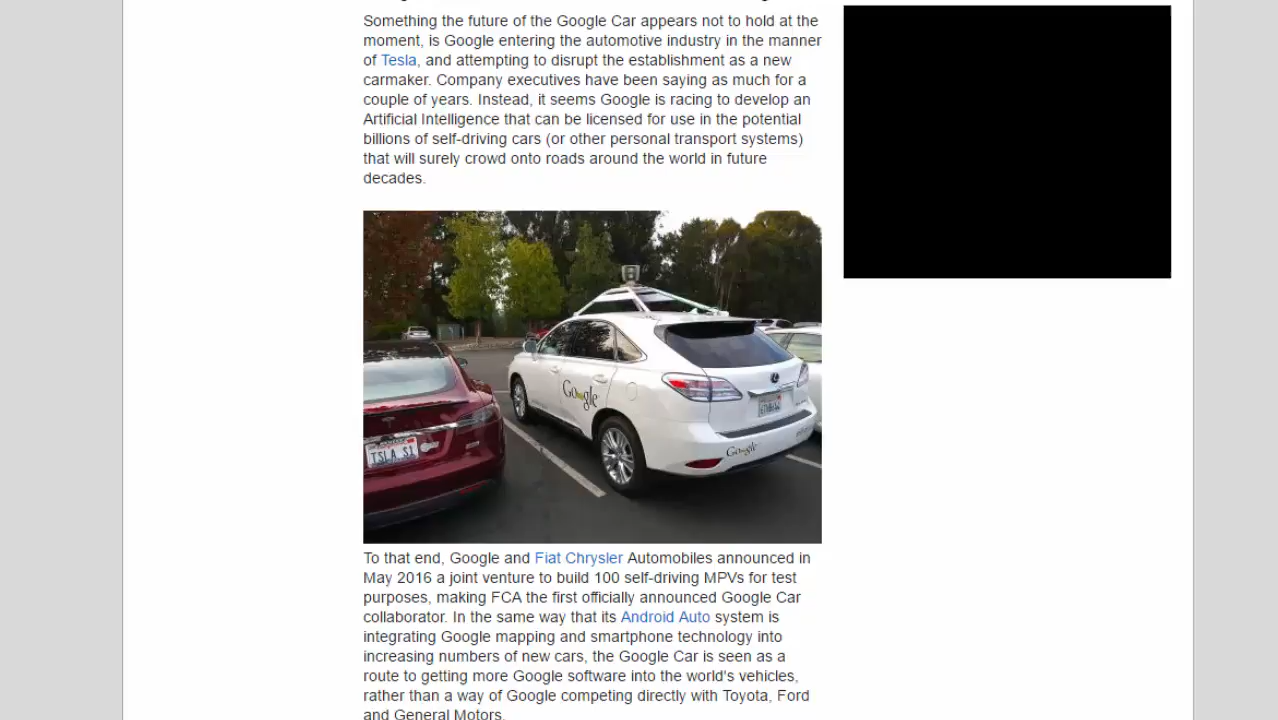 Something the future of the Google Car appears not to hold at the
moment, is Google entering the automotive industry in the manner
of Tesla, and attempting to disrupt the establishment as a new
carmaker. Company executives have been saying as much for a
couple of years. Instead, it seems Google is racing to develop an
Artificial Intelligence that can be licensed for use in the potential
billions of self-driving cars (or other personal transport systems)
that will surely crowd onto roads around the world in future
decades.
Google
TSLA S1
Google
To that end, Google and Fiat Chrysler Automobiles announced in
May 2016 a joint venture to build 100 self-driving MPVs for test
purposes, making FCA the first officially announced Google Car
collaborator. In the same way that its Android Auto system is
integrating Google mapping and smartphone technology into
increasing numbers of new cars, the Google Car is seen as a
route to getting more Google software into the world's vehicles,
rather than a way of Google competing directly with Toyota, Ford
and General Motors.